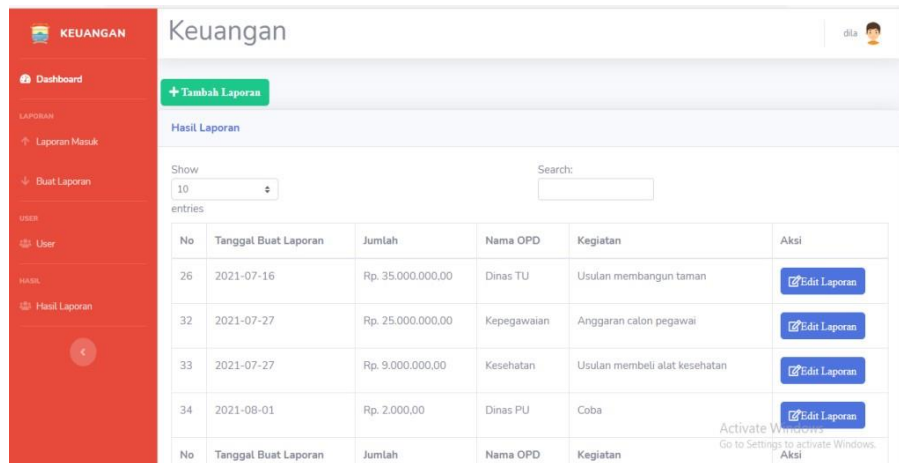 KEUANGAN
Keuangan
dila
Dashboard
+ Tambah Laporan
LAPORAN
Laporan Masuk
Buat Laporan
USER
User
HASIL
Hasil Laporan
Hasil Laporan
Show
10
entries
Search:
No Tanggal Buat Laporan Jumlah Nama OPD Kegiatan Aksi
26 2021-07-16 Rp. 35.000.000,00 Dinas TU Usulan membangun taman Edit Laporan
32 2021-07-27 Rp. 25.000.000,00 Kepegawaian Anggaran calon pegawai Edit Laporan
33 2021-07-27 Rp. 9.000.000,00 Kesehatan Usulan membeli alat kesehatan Edit Laporan
34 2021-08-01 Rp. 2.000,00 Dinas PU Coba Edit Laporan
No Tanggal Buat Laporan Jumlah Nama OPD Kegiatan Aksi
Activate Windows
Go to Settings to activate Windows.